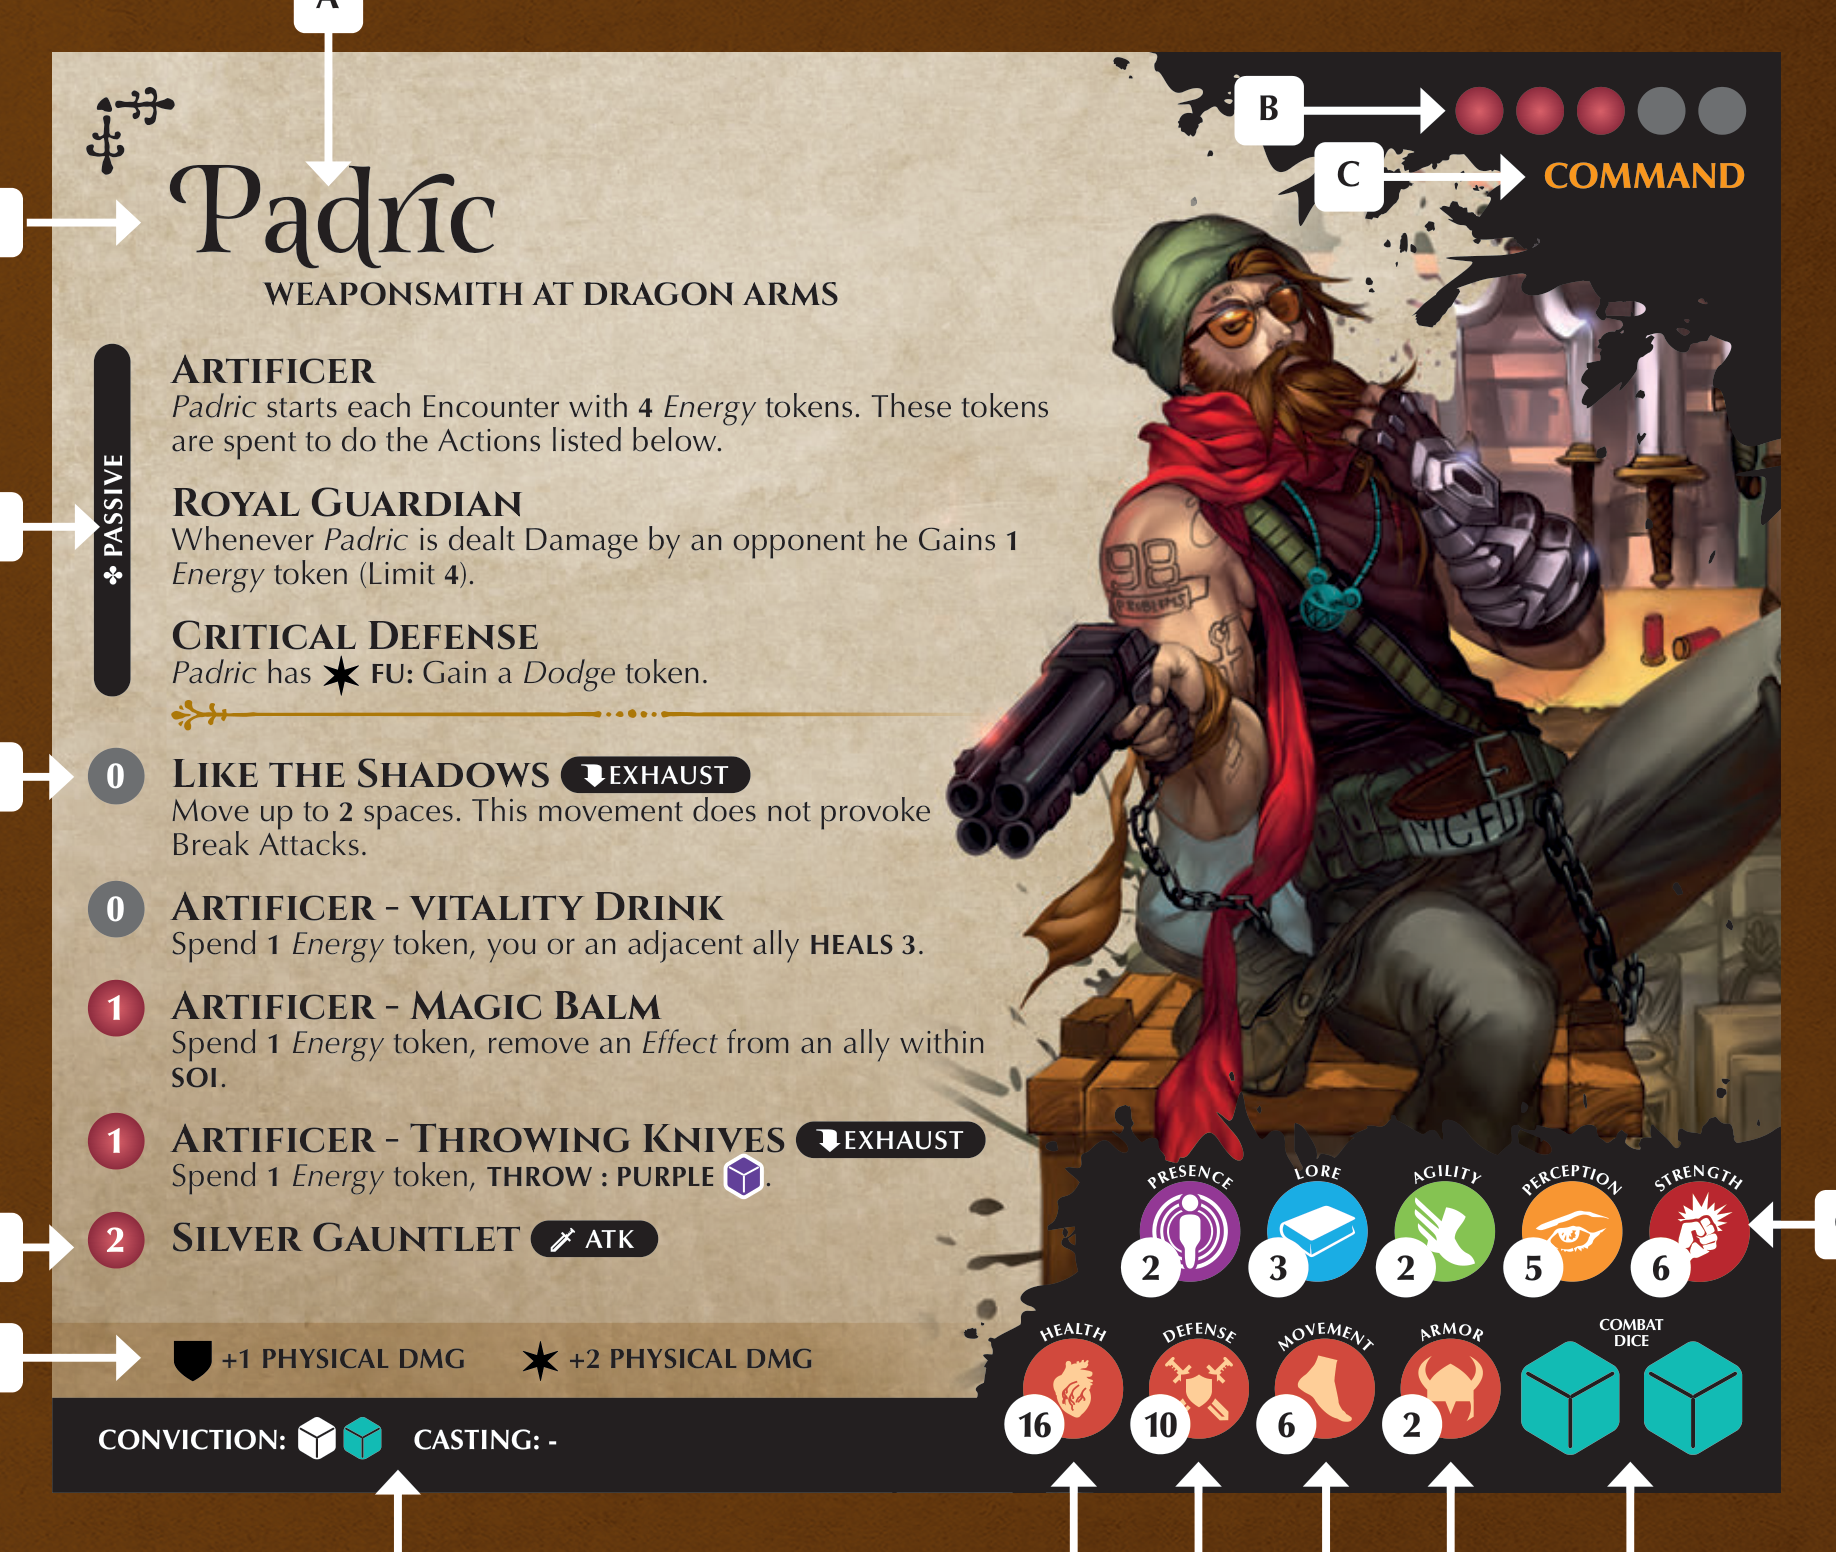 A
B
C
COMMAND
Padric
WEAPONSMITH AT DRAGON ARMS
PASSIVE
ARTIFICER
Padric starts each Encounter with 4 Energy tokens. These tokens
are spent to do the Actions listed below.
ROYAL GUARDIAN
Whenever Padric is dealt Damage by an opponent he Gains 1
Energy token (Limit 4).
CRITICAL DEFENSE
Padric has FU: Gain a Dodge token.
98
PROBLEMS
0 LIKE THE SHADOWS EXHAUST
Move up to 2 spaces. This movement does not provoke
Break Attacks.
0 ARTIFICER - VITALITY DRINK
Spend 1 Energy token, you or an adjacent ally HEALS 3.
1 ARTIFICER - MAGIC BALM
Spend 1 Energy token, remove an Effect from an ally within
SOI.
1 ARTIFICER - THROWING KNIVES EXHAUST
Spend 1 Energy token, THROW : PURPLE .
2 SILVER GAUNTLET ATK
+1 PHYSICAL DMG +2 PHYSICAL DMG
CONVICTION: CASTING: -
PRESENCE LORE AGILITY PERCEPTION STRENGTH
2 3 2 5 6
HEALTH DEFENSE MOVEMENT ARMOR COMBAT
DICE
16 10 6 2